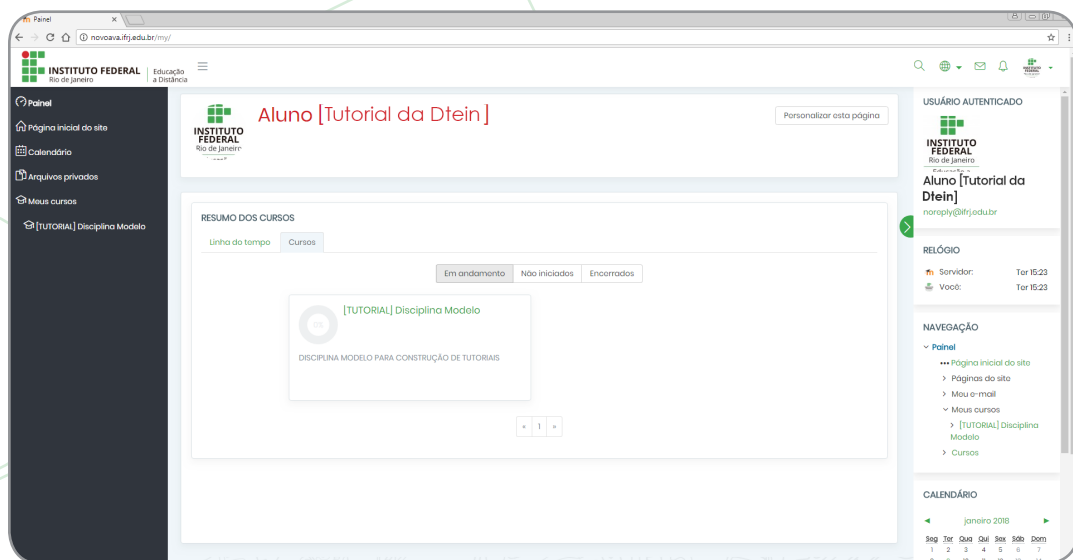 Painel
novoava.ifrj.edu.br/my/
INSTITUTO FEDERAL
Rio de Janeiro
Educação
a Distância
Painel
Página inicial do site
Calendário
Arquivos privados
Meus cursos
[TUTORIAL] Disciplina Modelo
INSTITUTO
FEDERAL
Rio de Janeiro
Aluno [Tutorial da Dtein]
Personalizar esta página
RESUMO DOS CURSOS
Linha do tempo
Cursos
Em andamento
Não iniciados
Encerrados
[TUTORIAL] Disciplina Modelo
DISCIPLINA MODELO PARA CONSTRUÇÃO DE TUTORIAIS
« 1 »
USUÁRIO AUTENTICADO
INSTITUTO
FEDERAL
Rio de Janeiro
Aluno [Tutorial da
Dtein]
noreply@ifrj.edu.br
RELÓGIO
Servidor: Ter 15:23
Você: Ter 15:23
NAVEGAÇÃO
Painel
Página inicial do site
Páginas do site
Meu e-mail
Meus cursos
[TUTORIAL] Disciplina
Modelo
Cursos
CALENDÁRIO
janeiro 2018
Seg Ter Qua Qui Sex Sáb Dom
1 2 3 4 5 6 7